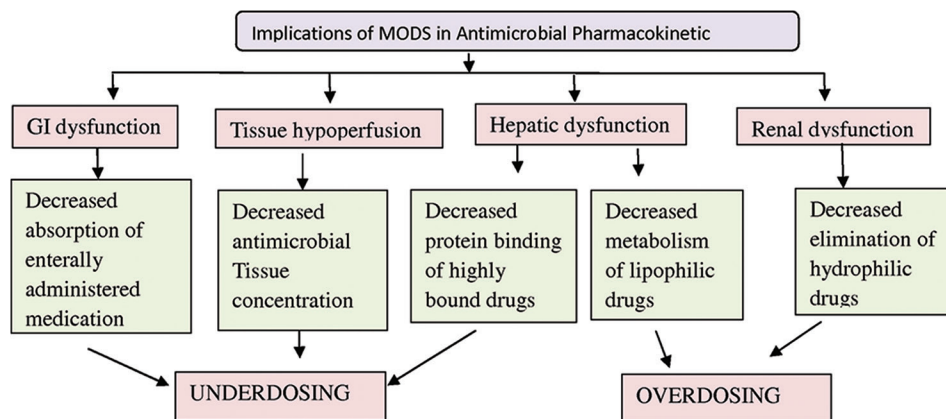 Implications of MODS in Antimicrobial Pharmacokinetic
GI dysfunction
Tissue hypoperfusion
Hepatic dysfunction
Renal dysfunction
Decreased
absorption of
enterally
administered
medication
Decreased
antimicrobial
Tissue
concentration
Decreased
protein binding
of highly
bound drugs
Decreased
metabolism
of lipophilic
drugs
Decreased
elimination of
hydrophilic
drugs
UNDERDOSING
OVERDOSING